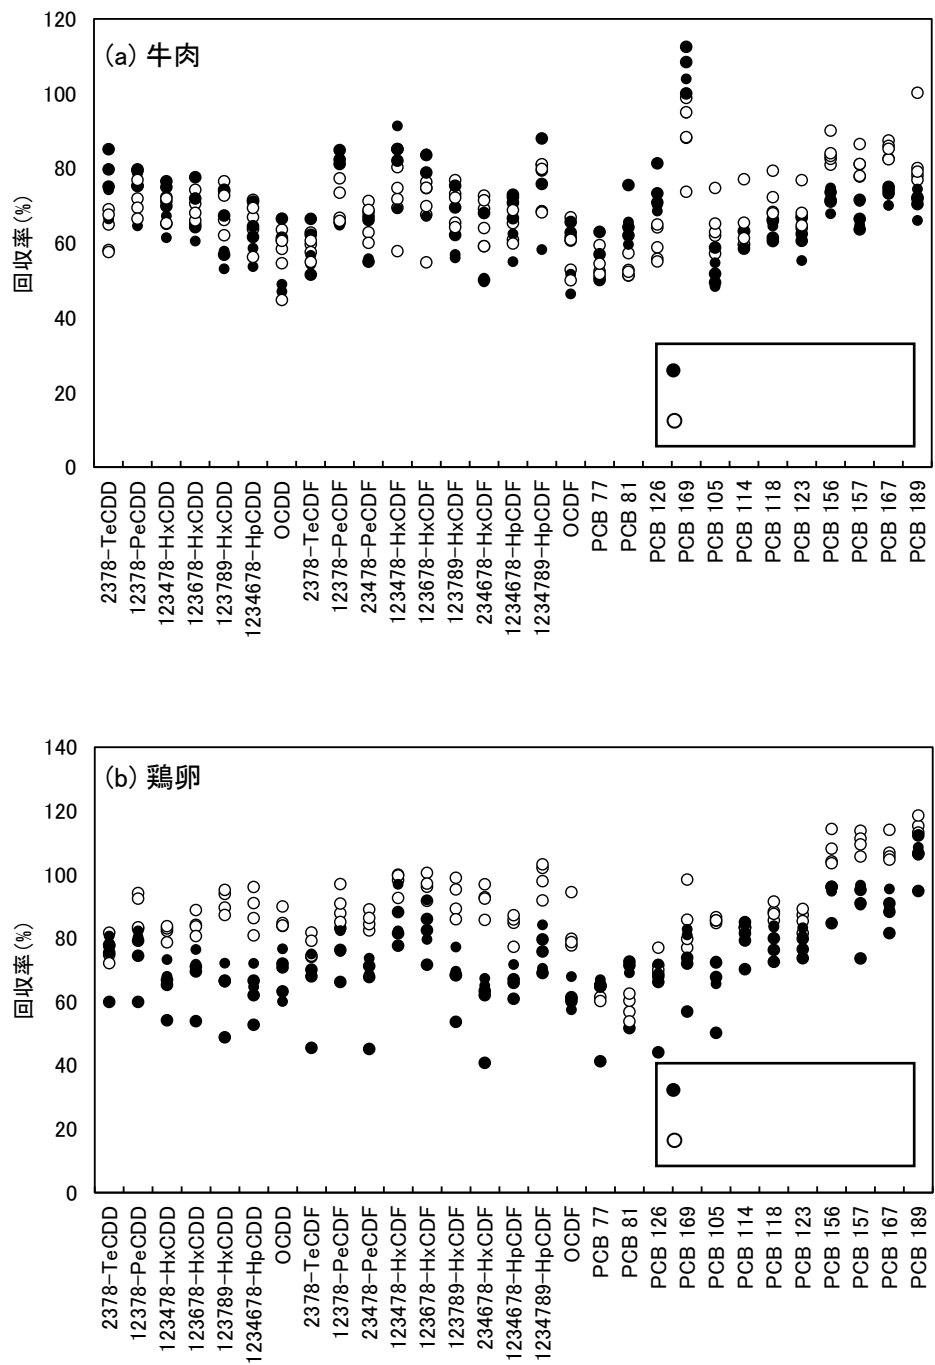 (a) 牛肉
回収率(%)
120
100
80
60
40
20
0
2378-TeCDD
12378-PeCDD
123478-HxCDD
123678-HxCDD
123789-HxCDD
1234678-HpCDD
OCDD
2378-TeCDF
12378-PeCDF
23478-PeCDF
123478-HxCDF
123678-HxCDF
123789-HxCDF
234678-HxCDF
1234678-HpCDF
1234789-HpCDF
OCDF
PCB 77
PCB 81
PCB 126
PCB 169
PCB 105
PCB 114
PCB 118
PCB 123
PCB 156
PCB 157
PCB 167
PCB 189
(b) 鶏卵
回収率(%)
140
120
100
80
60
40
20
0
2378-TeCDD
12378-PeCDD
123478-HxCDD
123678-HxCDD
123789-HxCDD
1234678-HpCDD
OCDD
2378-TeCDF
12378-PeCDF
23478-PeCDF
123478-HxCDF
123678-HxCDF
123789-HxCDF
234678-HxCDF
1234678-HpCDF
1234789-HpCDF
OCDF
PCB 77
PCB 81
PCB 126
PCB 169
PCB 105
PCB 114
PCB 118
PCB 123
PCB 156
PCB 157
PCB 167
PCB 189